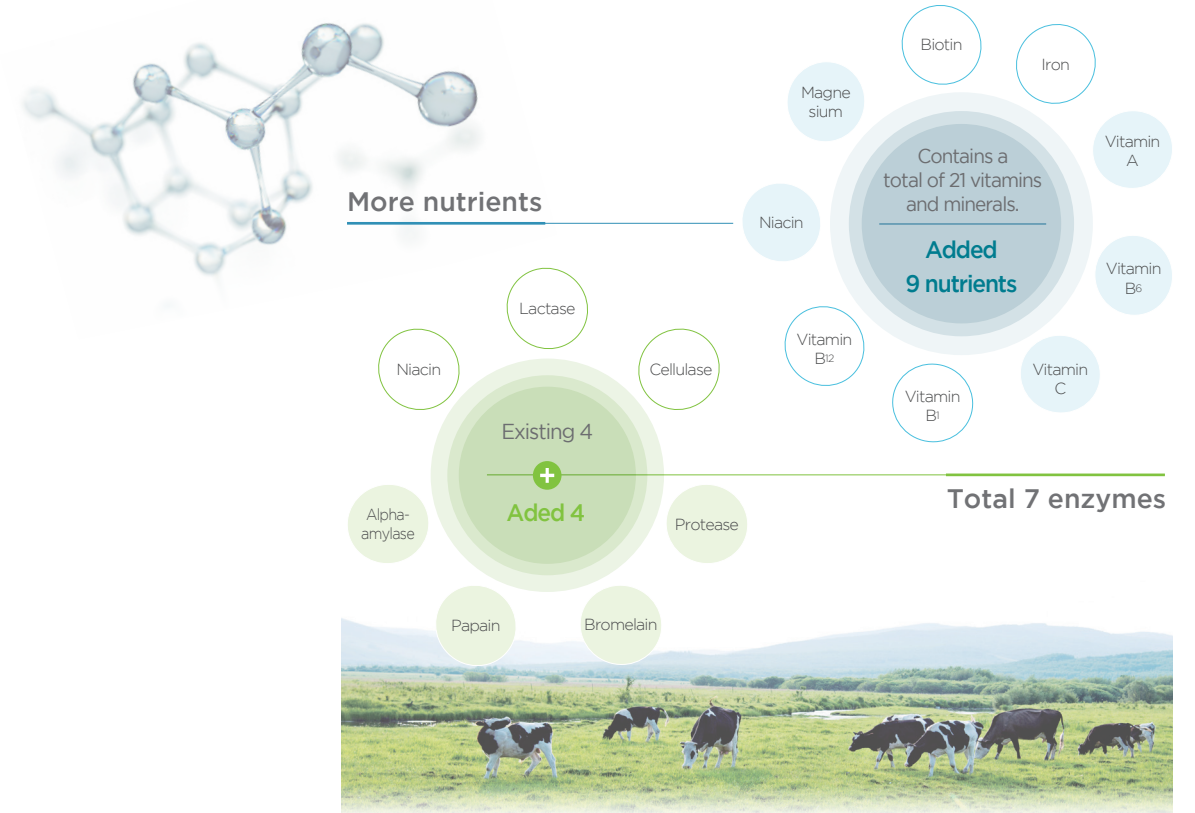 More nutrients
Biotin
Iron
Magne
sium
Vitamin
A
Niacin
Vitamin
B6
Vitamin
B12
Vitamin
C
Vitamin
B1
Contains a
total of 21 vitamins
and minerals.
Added
9 nutrients
Lactase
Niacin
Cellulase
Existing 4
+
Aded 4
Total 7 enzymes
Alpha-
amylase
Protease
Papain
Bromelain